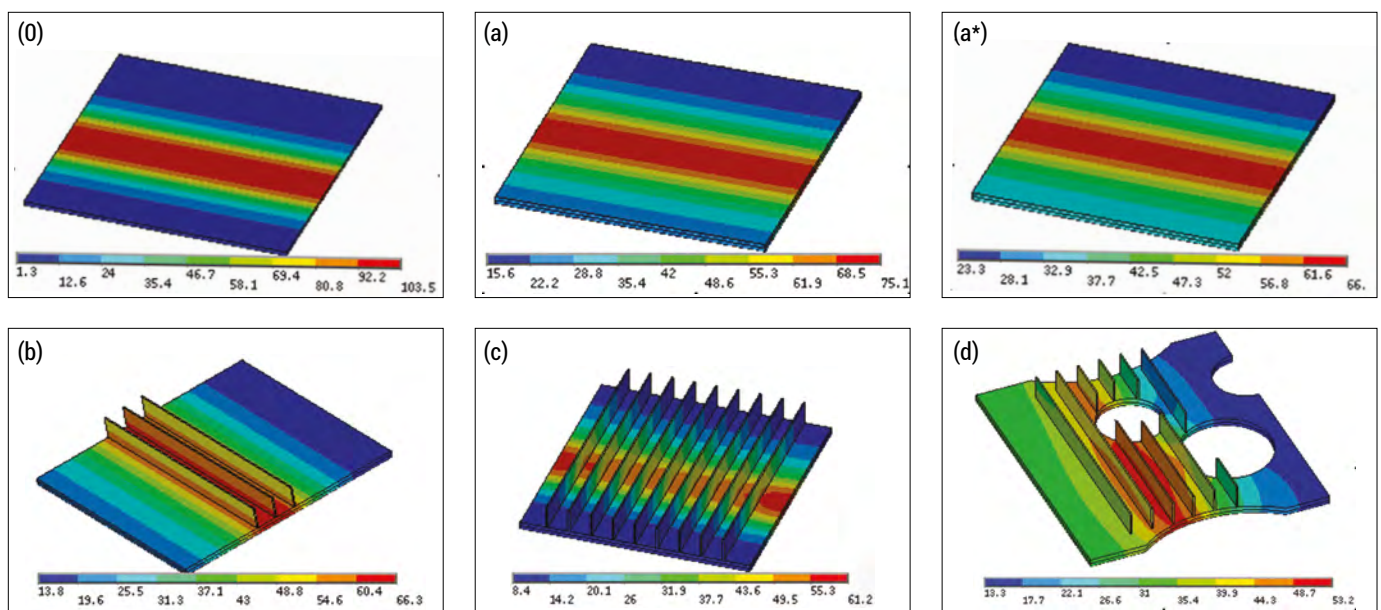 (0)
1.3 24 46.7 69.4 92.2
12.6 35.4 58.1 80.8 103.5
(a)
15.6 28.8 42 55.3 68.5
22.2 35.4 48.6 61.9 75.1
(a*)
23.3 32.9 42.5 52 61.6
28.1 37.7 47.3 56.8 66.
(b)
13.8 25.5 37.1 48.8 60.4
19.6 31.3 43 54.6 66.3
(c)
8.4 20.1 31.9 43.6 55.3
14.2 26 37.7 49.5 61.2
(d)
13.3 22.1 31 39.9 48.7
17.7 26.6 35.4 44.3 53.2